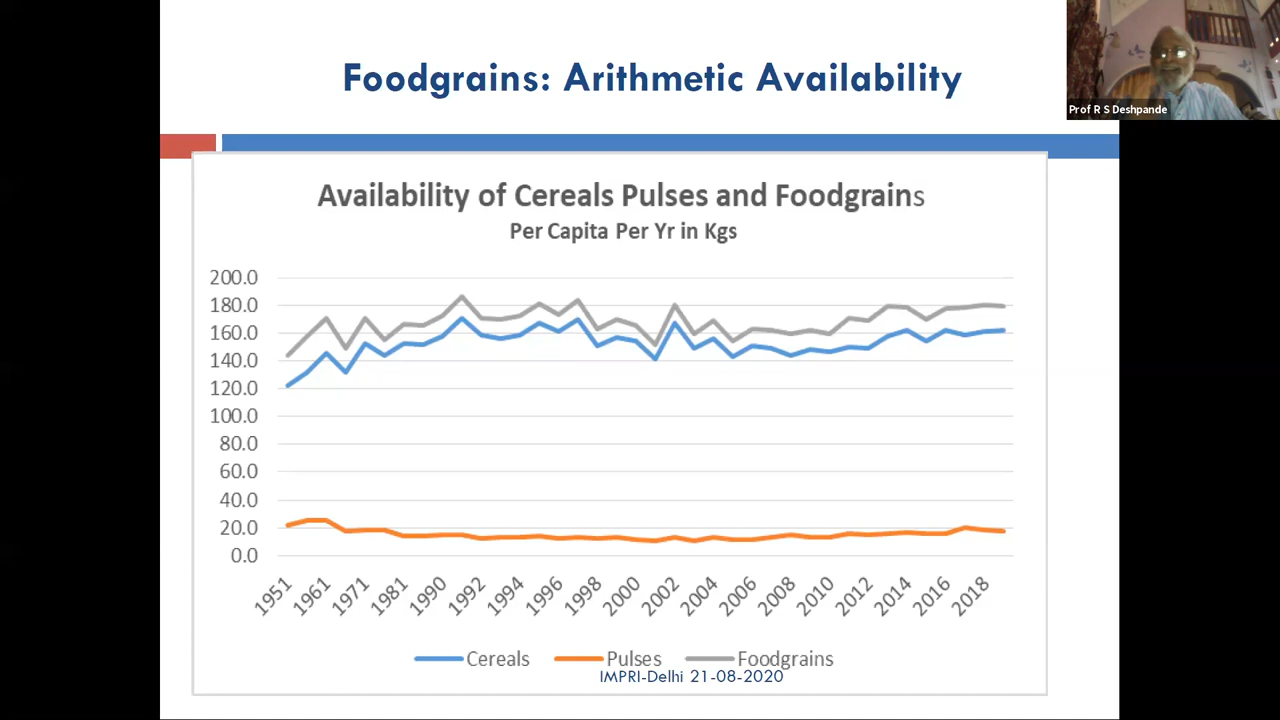 Foodgrains: Arithmetic Availability
Prof R S Deshpande
Availability of Cereals Pulses and Foodgrains
Per Capita Per Yr in Kgs
200.0
180.0
160.0
140.0
120.0
100.0
80.0
60.0
40.0
20.0
0.0
1951 1961 1971 1981 1990 1992 1994 1996 1998 2000 2002 2004 2006 2008 2010 2012 2014 2016 2018
Cereals Pulses Foodgrains
IMPRI-Delhi 21-08-2020